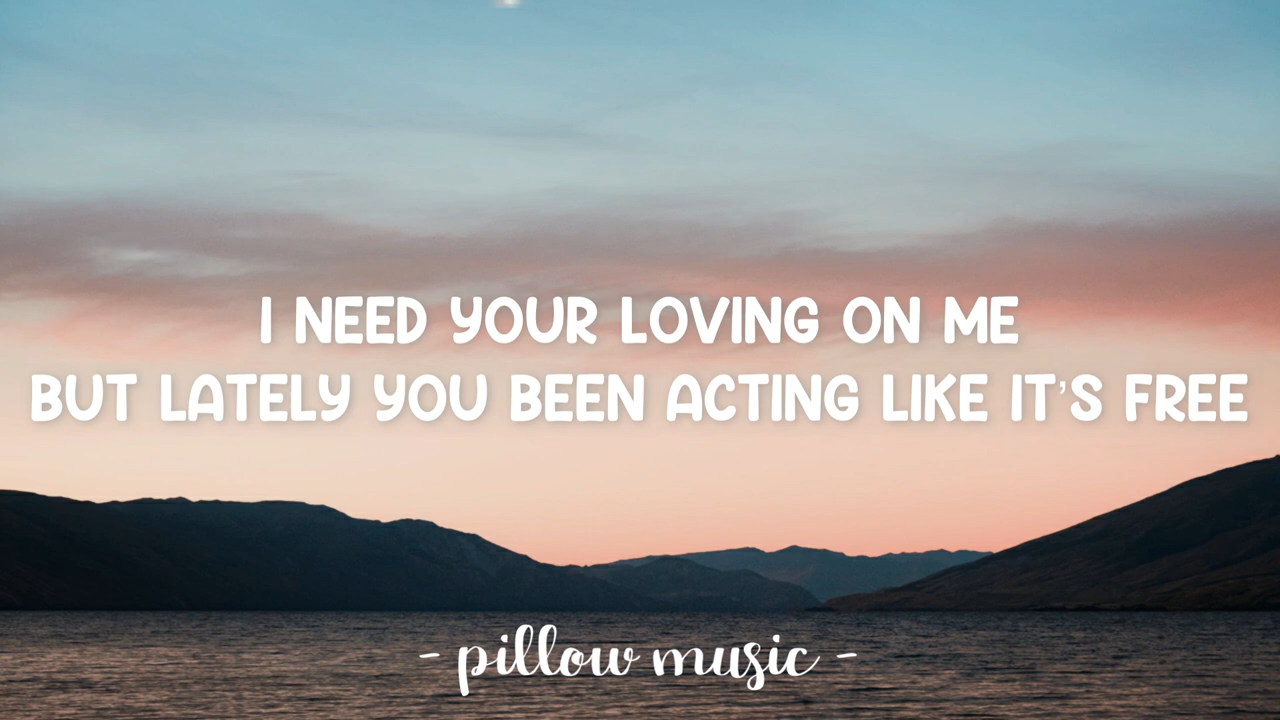 I NEED YOUR LOVING ON ME
BUT LATELY YOU BEEN ACTING LIKE IT'S FREE
- pillow music -